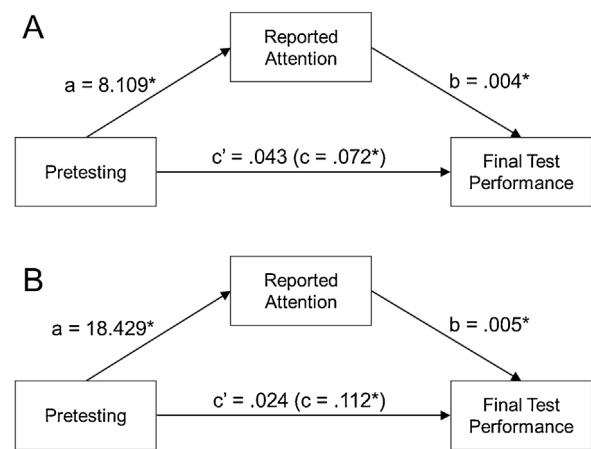 A
Reported
Attention
a = 8.109*
b = .004*
Pretesting
c' = .043 (c = .072*)
Final Test
Performance
B
Reported
Attention
a = 18.429*
b = .005*
Pretesting
c' = .024 (c = .112*)
Final Test
Performance